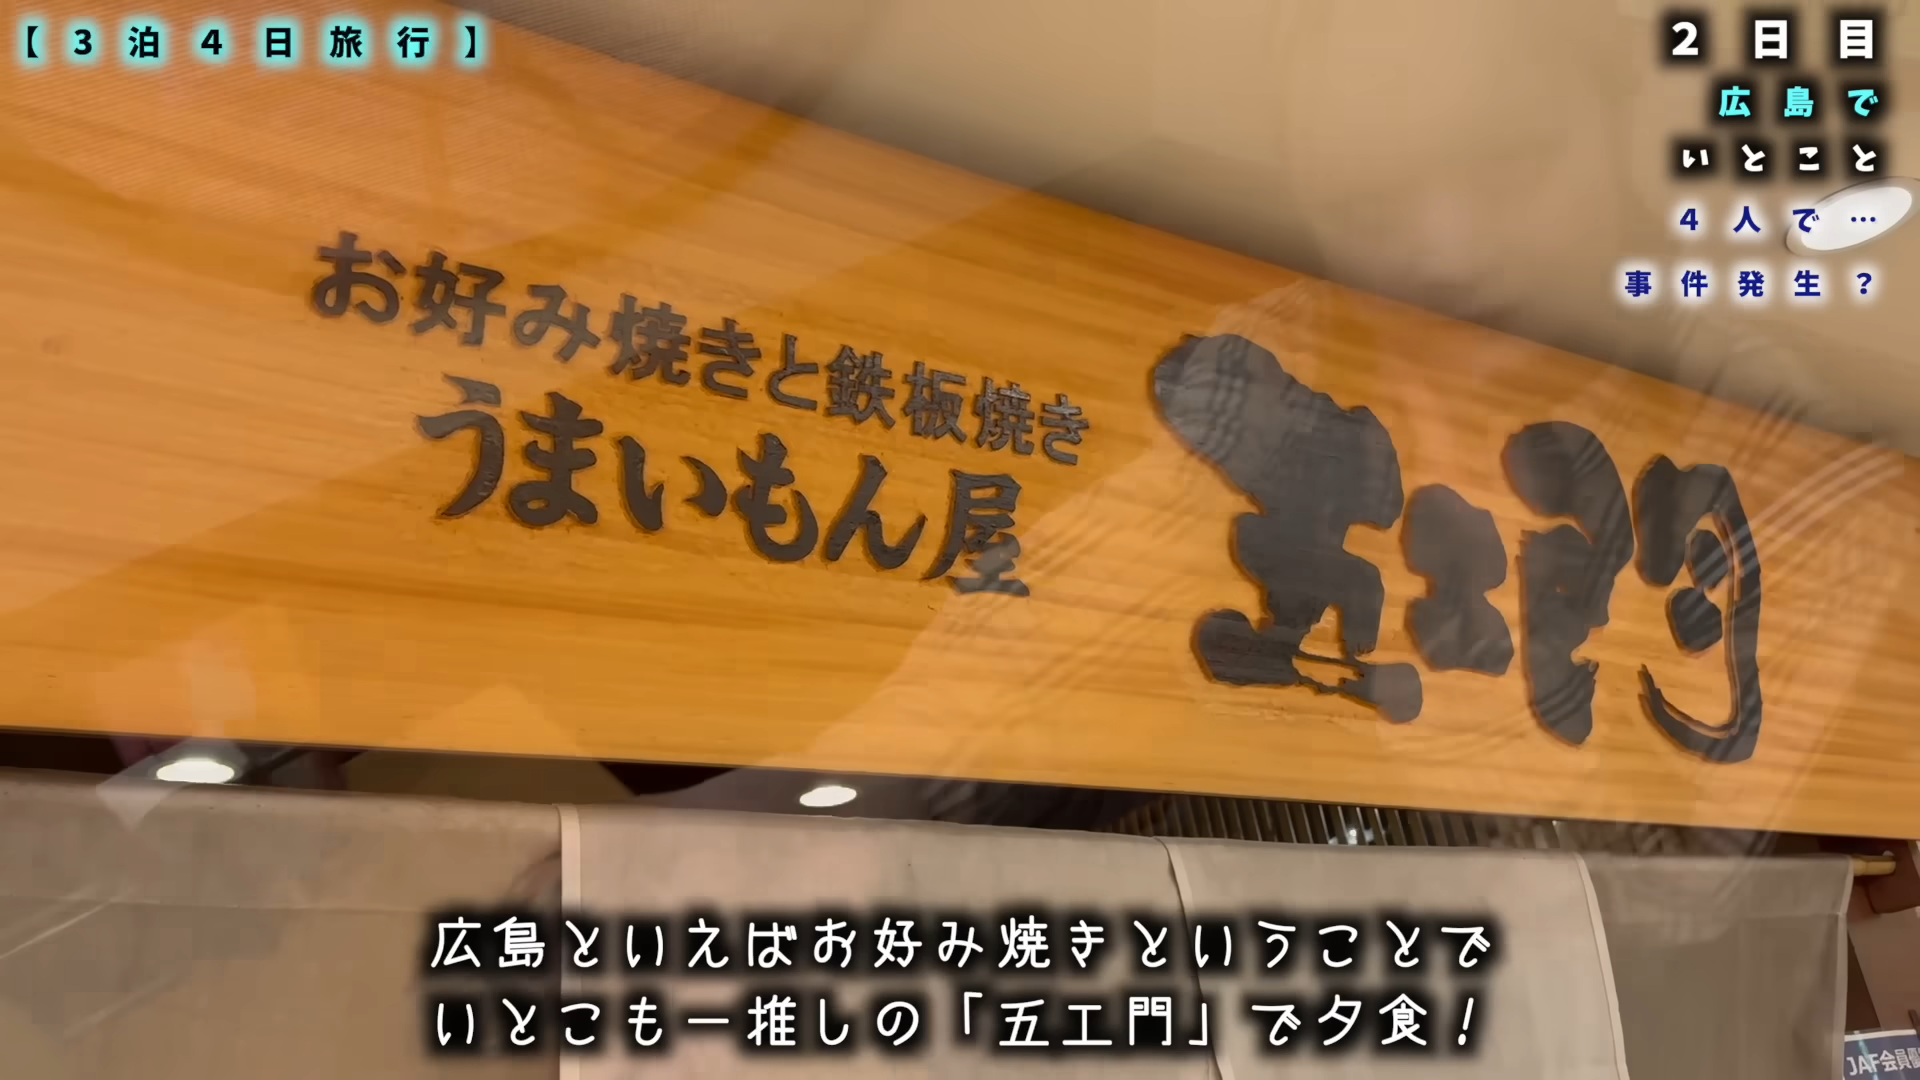 【3泊4日旅行】
2日目
広島で
いとこと
4人で…
事件発生？
お好み焼きと鉄板焼き
うまいもん屋
五エ門
広島といえばお好み焼きということで
いとこも一推しの「五エ門」で夕食！
JAF会員優